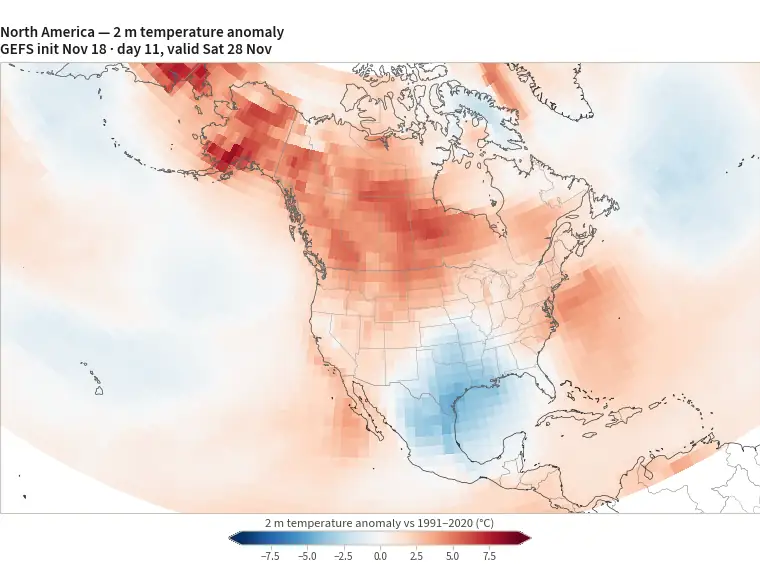 North America — 2 m temperature anomaly
GEFS init Nov 18 · day 11, valid Sat 28 Nov
2 m temperature anomaly vs 1991–2020 (°C)
−7.5 −5.0 −2.5 0.0 2.5 5.0 7.5